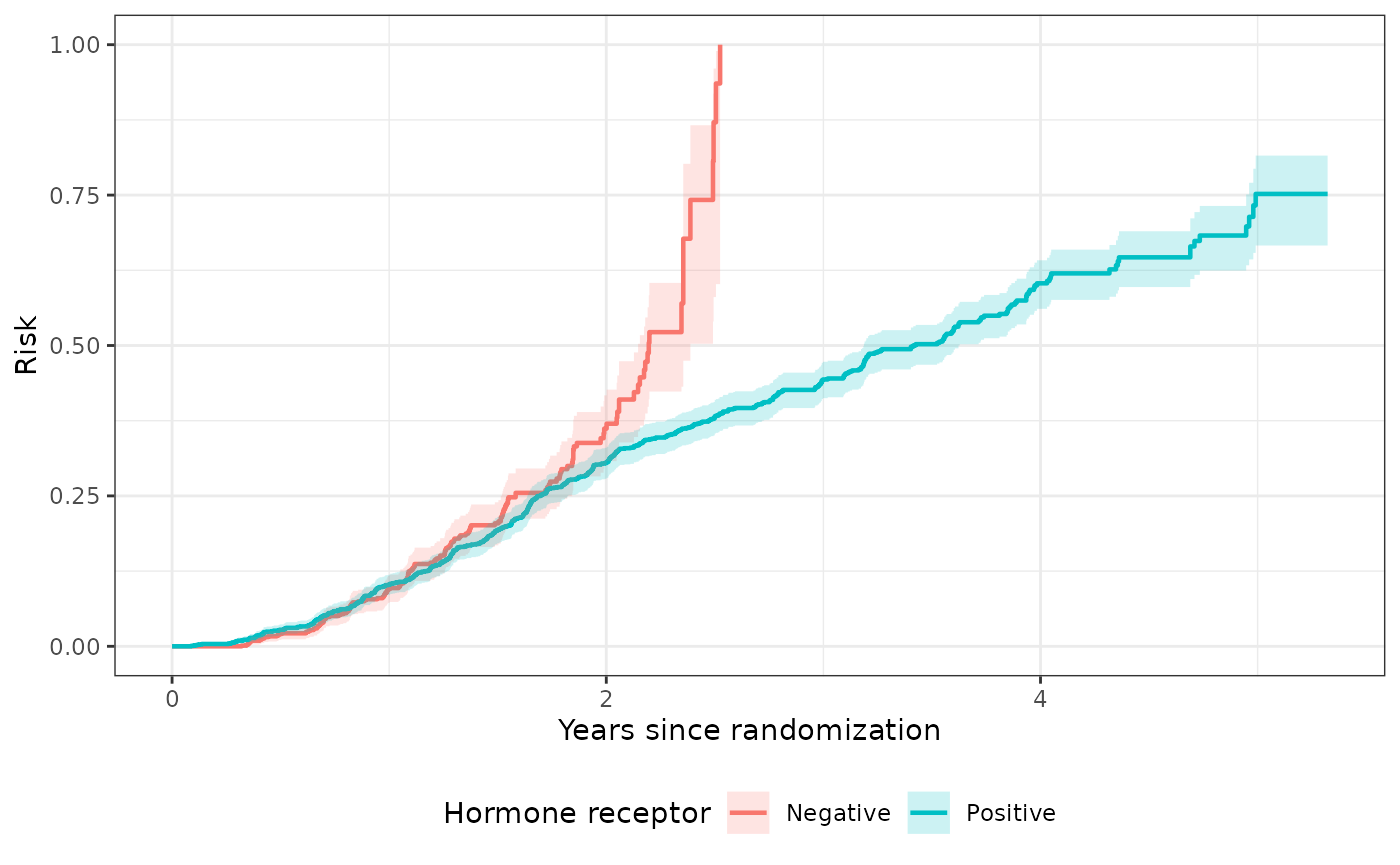 1.00
0.75
0.50
0.25
0.00
Risk
0 2 4
Years since randomization
Hormone receptor Negative Positive